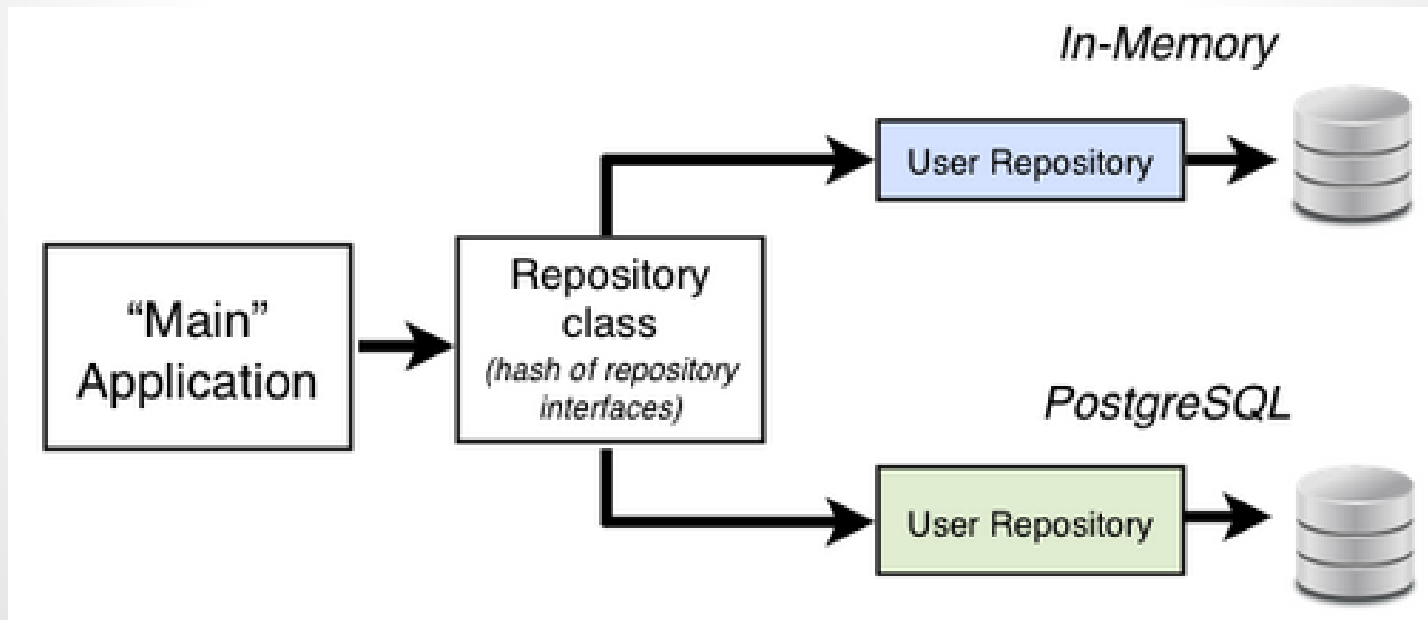 In-Memory
User Repository
“Main”
Application
Repository
class
(hash of repository
interfaces)
PostgreSQL
User Repository